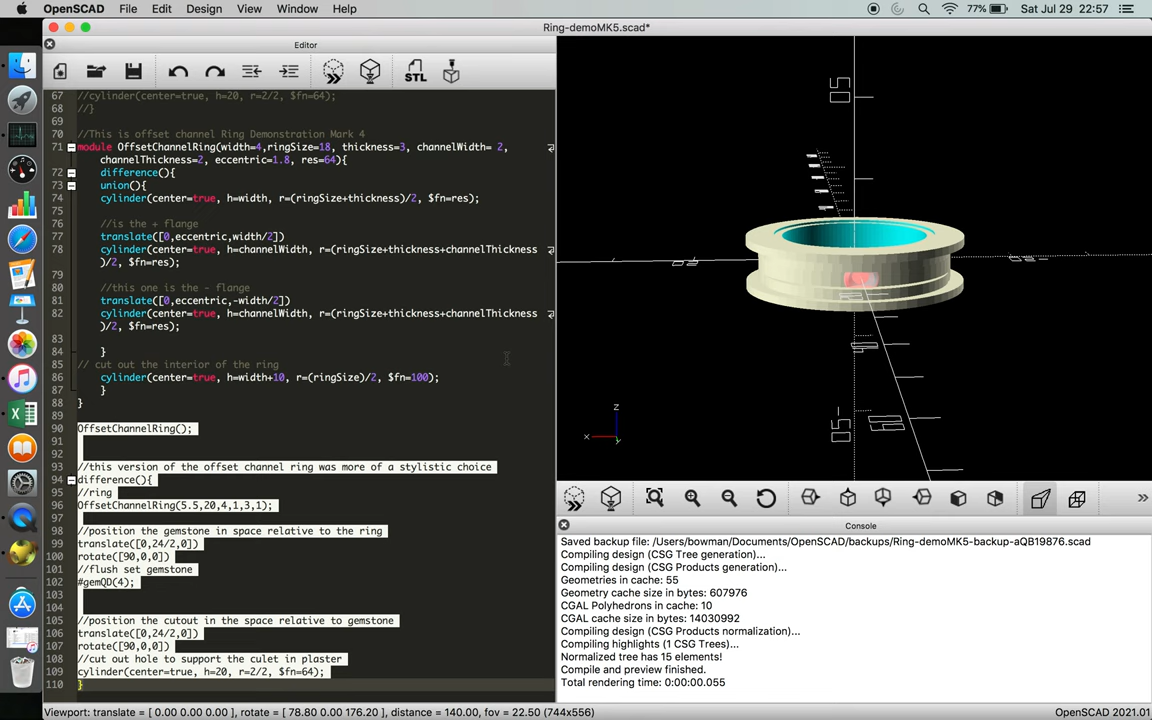 OpenSCAD File Edit Design View Window Help 77% Sat Jul 29 22:57
Ring-demoMK5.scad*
Editor
STL
67 //cylinder(center=true, h=20, r=2/2, $fn=64);
68 //}
69
70 //This is offset channel Ring Demonstration Mark 4
71 module OffsetChannelRing(width=4,ringSize=18, thickness=3, channelWidth= 2,
channelThickness=2, eccentric=1.8, res=64){
72 difference(){
73 union(){
74 cylinder(center=true, h=width, r=(ringSize+thickness)/2, $fn=res);
75
76 //is the + flange
77 translate([0,eccentric,width/2])
78 cylinder(center=true, h=channelWidth, r=(ringSize+thickness+channelThickness
)/2, $fn=res);
79
80 //this one is the - flange
81 translate([0,eccentric,-width/2])
82 cylinder(center=true, h=channelWidth, r=(ringSize+thickness+channelThickness
)/2, $fn=res);
83
84 }
85 // cut out the interior of the ring
86 cylinder(center=true, h=width+10, r=(ringSize)/2, $fn=100);
87 }
88 }
89
90 OffsetChannelRing();
91
92
93 //this version of the offset channel ring was more of a stylistic choice
94 difference(){
95 //ring
96 OffsetChannelRing(5.5,20,4,1,3,1);
97
98 //position the gemstone in space relative to the ring
99 translate([0,24/2,0])
100 rotate([90,0,0])
101 //flush set gemstone
102 #gemQD(4);
103
104
105 //position the cutout in the space relative to gemstone
106 translate([0,24/2,0])
107 rotate([90,0,0])
108 //cut out hole to support the culet in plaster
109 cylinder(center=true, h=20, r=2/2, $fn=64);
110 }
Z
X
y
Console
Saved backup file: /Users/bowman/Documents/OpenSCAD/backups/Ring-demoMK5-backup-aQB19876.scad
Compiling design (CSG Tree generation)...
Compiling design (CSG Products generation)...
Geometries in cache: 55
Geometry cache size in bytes: 607976
CGAL Polyhedrons in cache: 10
CGAL cache size in bytes: 14030992
Compiling design (CSG Products normalization)...
Compiling highlights (1 CSG Trees)...
Normalized tree has 15 elements!
Compile and preview finished.
Total rendering time: 0:00:00.055
Viewport: translate = [ 0.00 0.00 0.00 ], rotate = [ 78.80 0.00 176.20 ], distance = 140.00, fov = 22.50 (744x556) OpenSCAD 2021.01